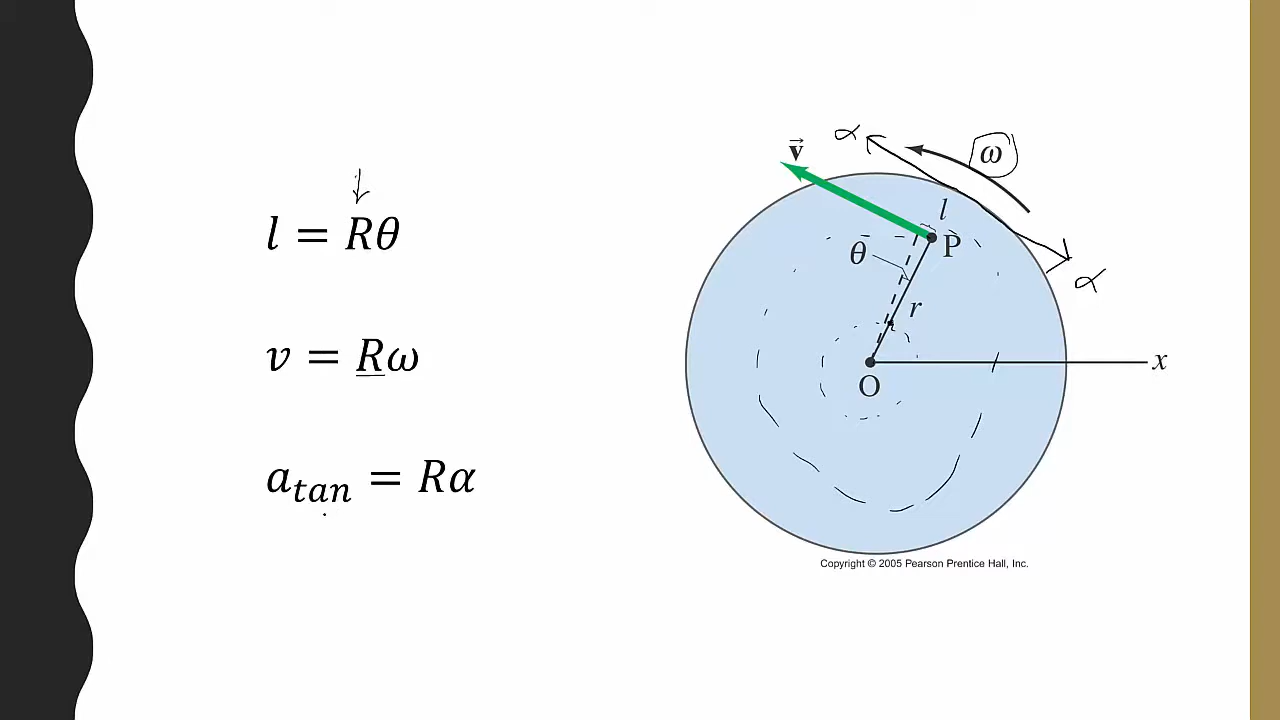 l = Rθ
v = Rω
a_tan = Rα
α
v⃗
ω
l
P
θ
r
α
x
O
Copyright © 2005 Pearson Prentice Hall, Inc.